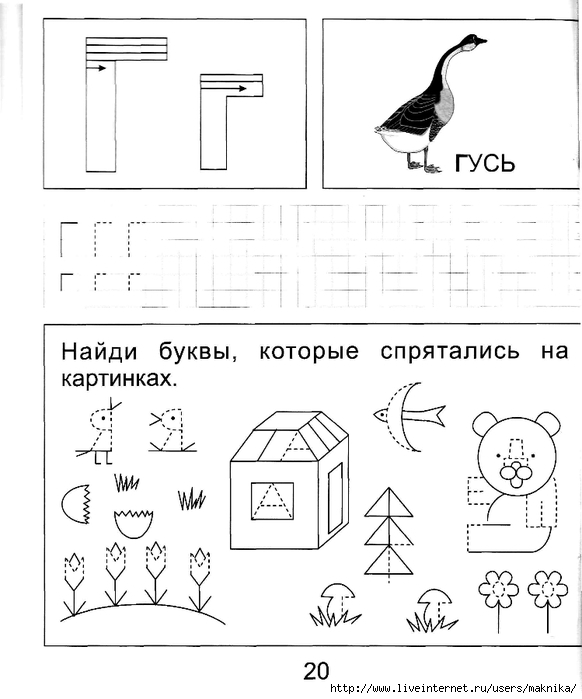 Г г
ГУСЬ
Найди буквы, которые спрятались на
картинках.
20
http://www.liveinternet.ru/users/maknika/